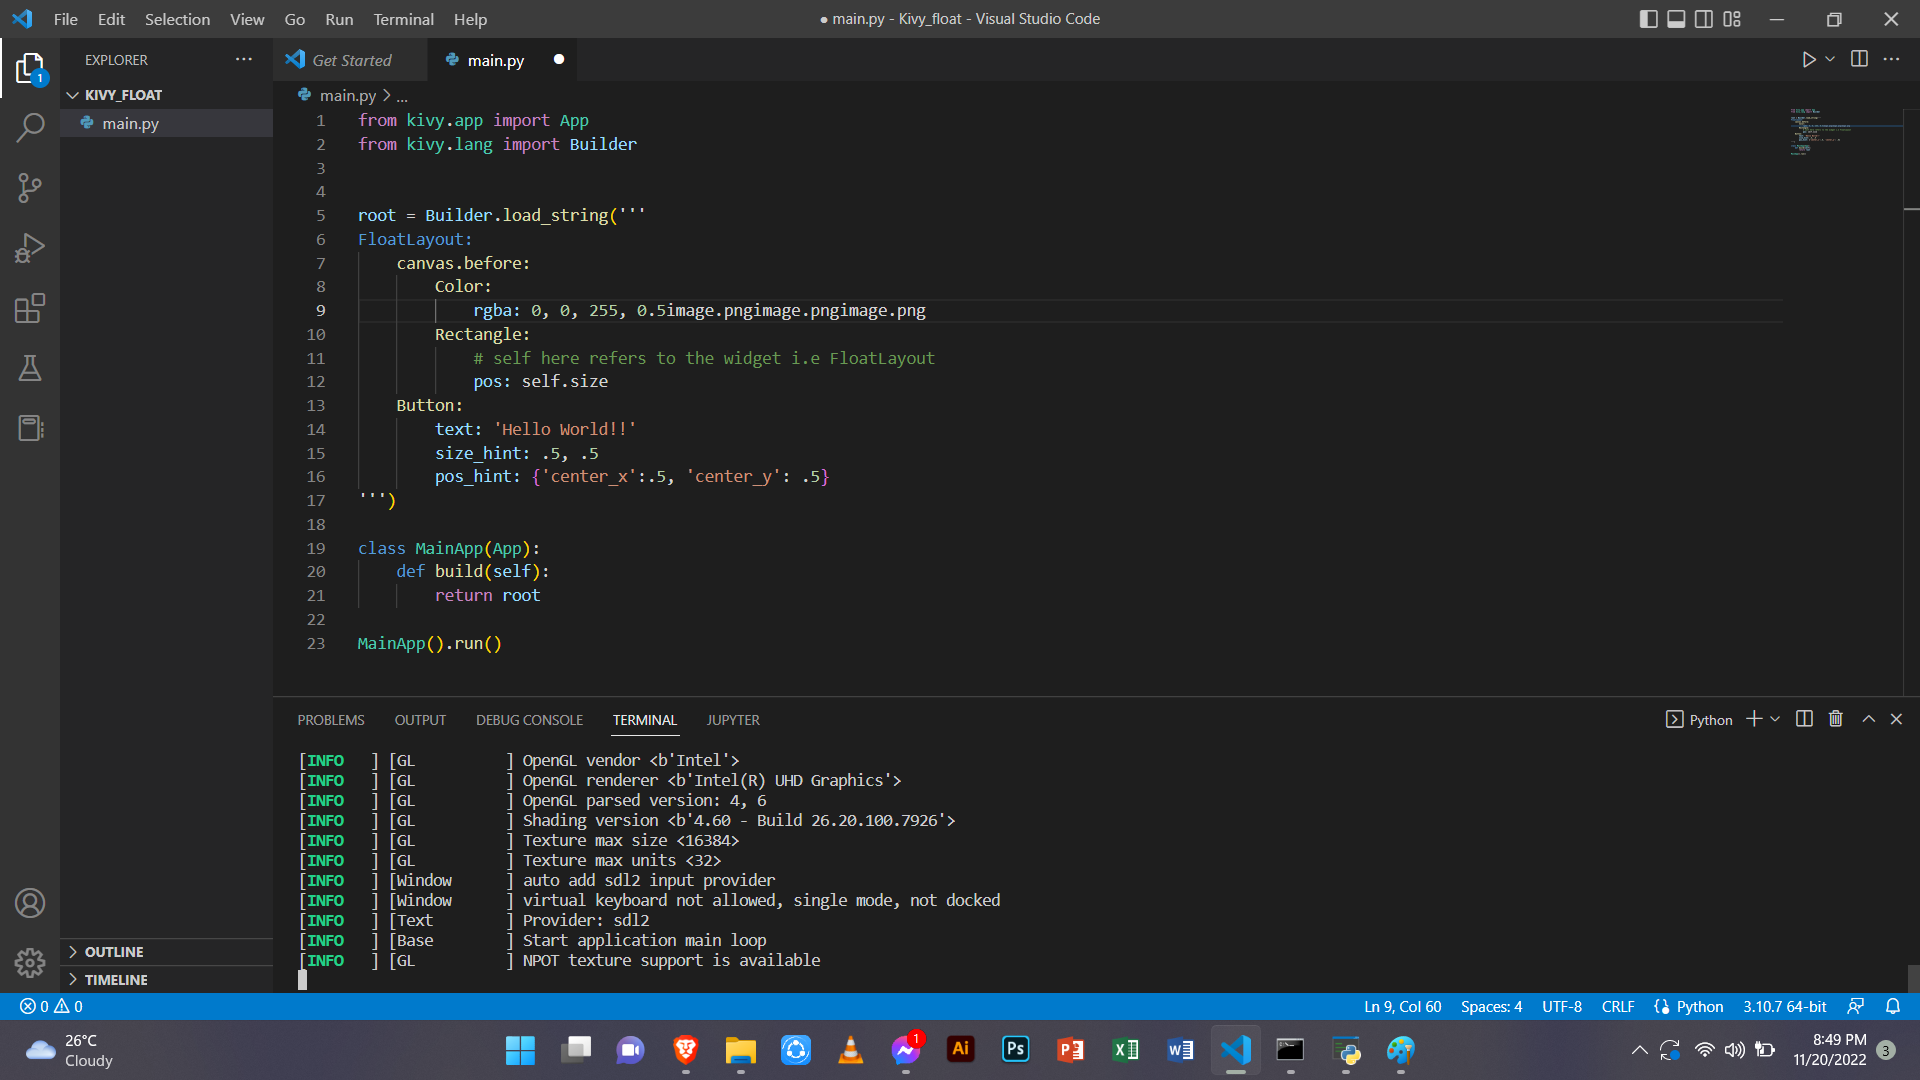 File Edit Selection View Go Run Terminal Help
● main.py - Kivy_float - Visual Studio Code
EXPLORER
KIVY_FLOAT
main.py
OUTLINE
TIMELINE
1
Get Started
main.py
main.py > ...
1 from kivy.app import App
2 from kivy.lang import Builder
3
4
5 root = Builder.load_string('''
6 FloatLayout:
7 canvas.before:
8 Color:
9 rgba: 0, 0, 255, 0.5image.pngimage.pngimage.png
10 Rectangle:
11 # self here refers to the widget i.e FloatLayout
12 pos: self.size
13 Button:
14 text: 'Hello World!!'
15 size_hint: .5, .5
16 pos_hint: {'center_x':.5, 'center_y': .5}
17 ''')
18
19 class MainApp(App):
20 def build(self):
21 return root
22
23 MainApp().run()
PROBLEMS OUTPUT DEBUG CONSOLE TERMINAL JUPYTER
Python
[INFO   ] [GL          ] OpenGL vendor <b'Intel'>
[INFO   ] [GL          ] OpenGL renderer <b'Intel(R) UHD Graphics'>
[INFO   ] [GL          ] OpenGL parsed version: 4, 6
[INFO   ] [GL          ] Shading version <b'4.60 - Build 26.20.100.7926'>
[INFO   ] [GL          ] Texture max size <16384>
[INFO   ] [GL          ] Texture max units <32>
[INFO   ] [Window      ] auto add sdl2 input provider
[INFO   ] [Window      ] virtual keyboard not allowed, single mode, not docked
[INFO   ] [Text        ] Provider: sdl2
[INFO   ] [Base        ] Start application main loop
[INFO   ] [GL          ] NPOT texture support is available
0 0
Ln 9, Col 60 Spaces: 4 UTF-8 CRLF Python 3.10.7 64-bit
26°C
Cloudy
1
Ai
Ps
8:49 PM
11/20/2022
3